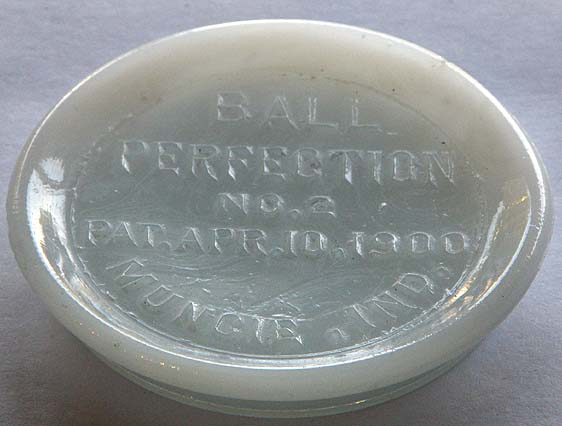 BALL
PERFECTION
NO. 2
PAT. APR. 10, 1900
MUNCIE, IND.